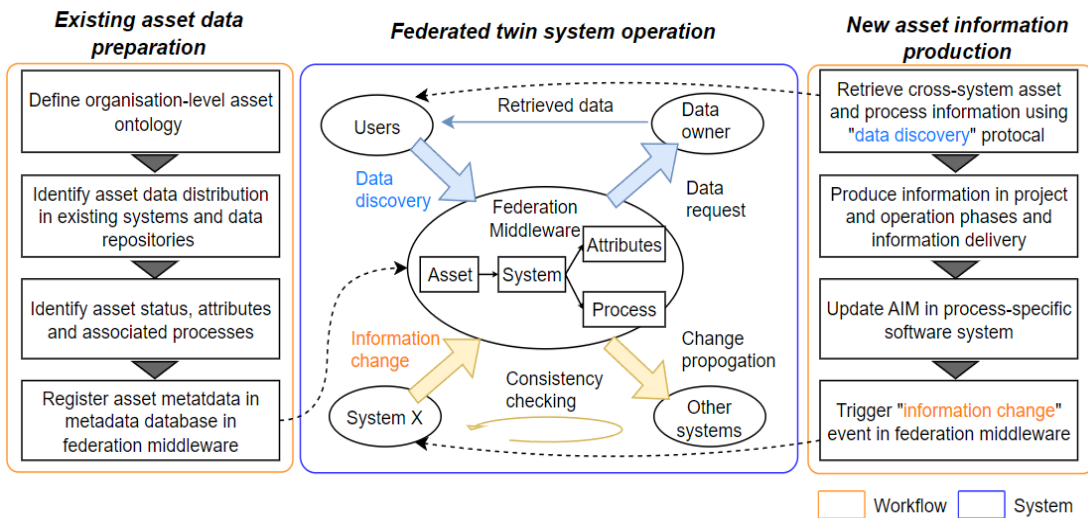 Existing asset data
preparation
Define organisation-level asset
ontology
Identify asset data distribution
in existing systems and data
repositories
Identify asset status, attributes
and associated processes
Register asset metatdata in
metadata database in
federation middleware
Federated twin system operation
Users
Retrieved data
Data
owner
Data
discovery
Data
request
Federation
Middleware
Attributes
Asset
System
Process
Information
change
Change
propogation
Consistency
checking
System X
Other
systems
New asset information
production
Retrieve cross-system asset
and process information using
"data discovery" protocal
Produce information in project
and operation phases and
information delivery
Update AIM in process-specific
software system
Trigger "information change"
event in federation middleware
Workflow
System